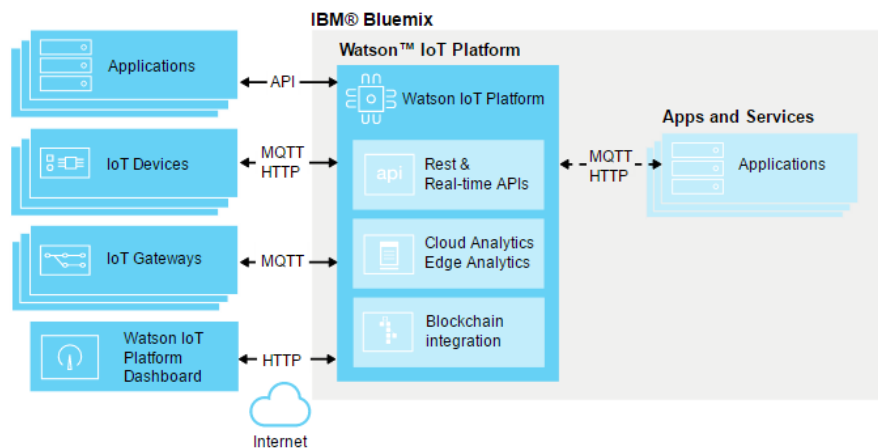 IBM® Bluemix
Watson™ IoT Platform
Applications
API
Watson IoT Platform
Apps and Services
IoT Devices
MQTT
HTTP
api
Rest &
Real-time APIs
MQTT
HTTP
Applications
IoT Gateways
MQTT
Cloud Analytics
Edge Analytics
Watson IoT
Platform
Dashboard
HTTP
Blockchain
integration
Internet